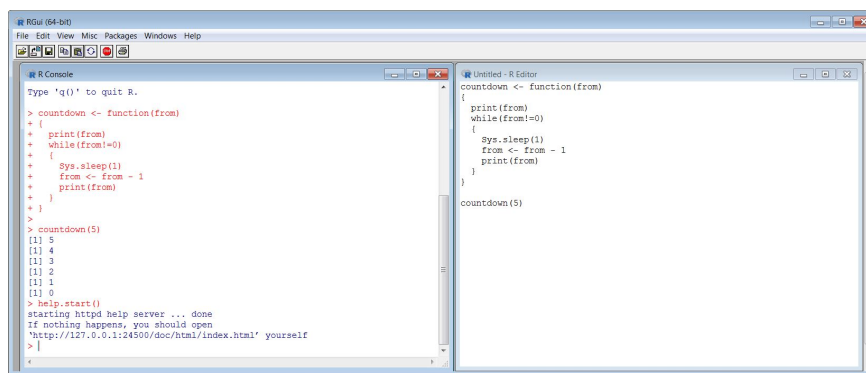 RGui (64-bit)
File Edit View Misc Packages Windows Help
STOP
R Console
Type 'q()' to quit R.
> countdown <- function(from)
+ {
+   print(from)
+   while(from!=0)
+   {
+     Sys.sleep(1)
+     from <- from - 1
+     print(from)
+   }
+ }
>
> countdown(5)
[1] 5
[1] 4
[1] 3
[1] 2
[1] 1
[1] 0
> help.start()
starting httpd help server ... done
If nothing happens, you should open
‘http://127.0.0.1:24500/doc/html/index.html’ yourself
> |
Untitled - R Editor
countdown <- function(from)
{
  print(from)
  while(from!=0)
  {
    Sys.sleep(1)
    from <- from - 1
    print(from)
  }
}
countdown(5)